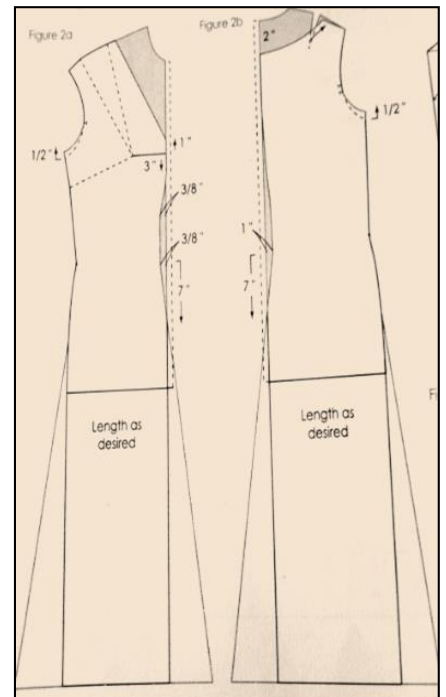 Figure 2a
Figure 2b
2"
1/2"
1/2"
1"
3"
3/8"
3/8"
1"
7"
7"
Length as
desired
Length as
desired
Fi